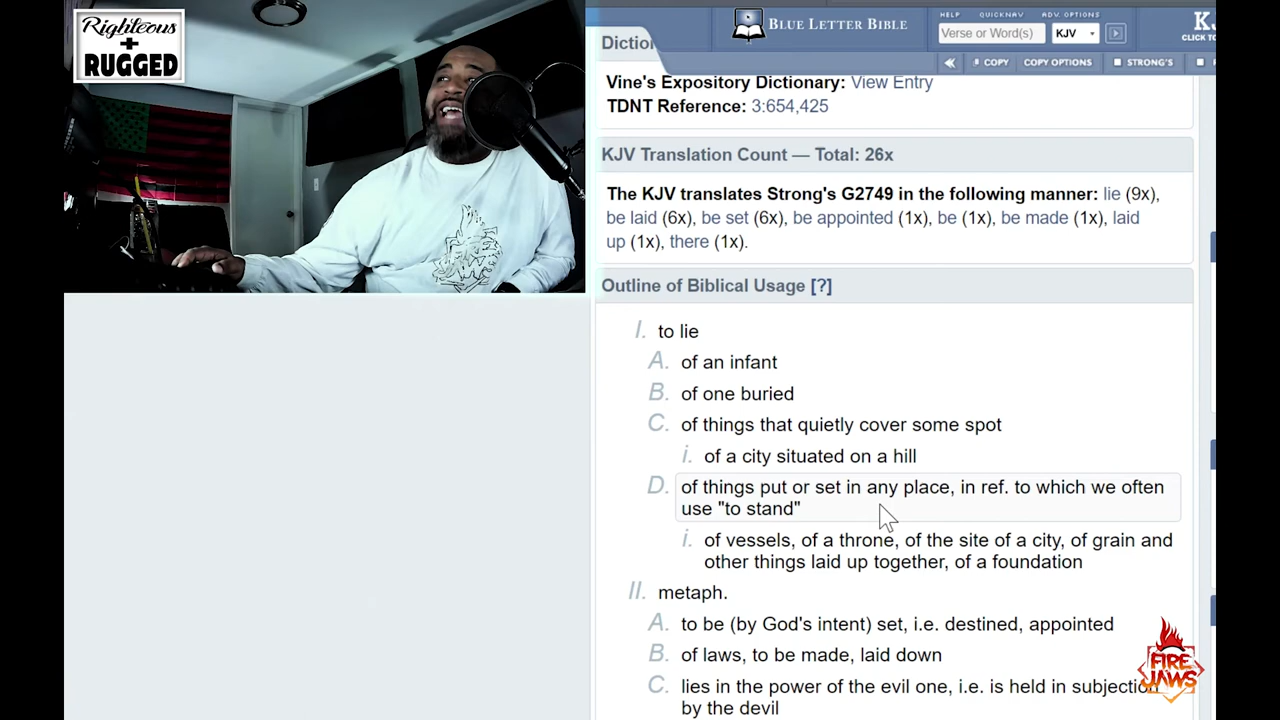 Righteous
+
RUGGED
BLUE LETTER BIBLE
HELP QUICKNAV ADV. OPTIONS
Verse or Word(s) KJV
CLICK TO
COPY COPY OPTIONS STRONG'S
Vine's Expository Dictionary: View Entry
TDNT Reference: 3:654,425
KJV Translation Count — Total: 26x
The KJV translates Strong's G2749 in the following manner: lie (9x),
be laid (6x), be set (6x), be appointed (1x), be (1x), be made (1x), laid
up (1x), there (1x).
Outline of Biblical Usage [?]
I. to lie
A. of an infant
B. of one buried
C. of things that quietly cover some spot
i. of a city situated on a hill
D. of things put or set in any place, in ref. to which we often
use "to stand"
i. of vessels, of a throne, of the site of a city, of grain and
other things laid up together, of a foundation
II. metaph.
A. to be (by God's intent) set, i.e. destined, appointed
B. of laws, to be made, laid down
C. lies in the power of the evil one, i.e. is held in subjection
by the devil
FIRE
JAWS